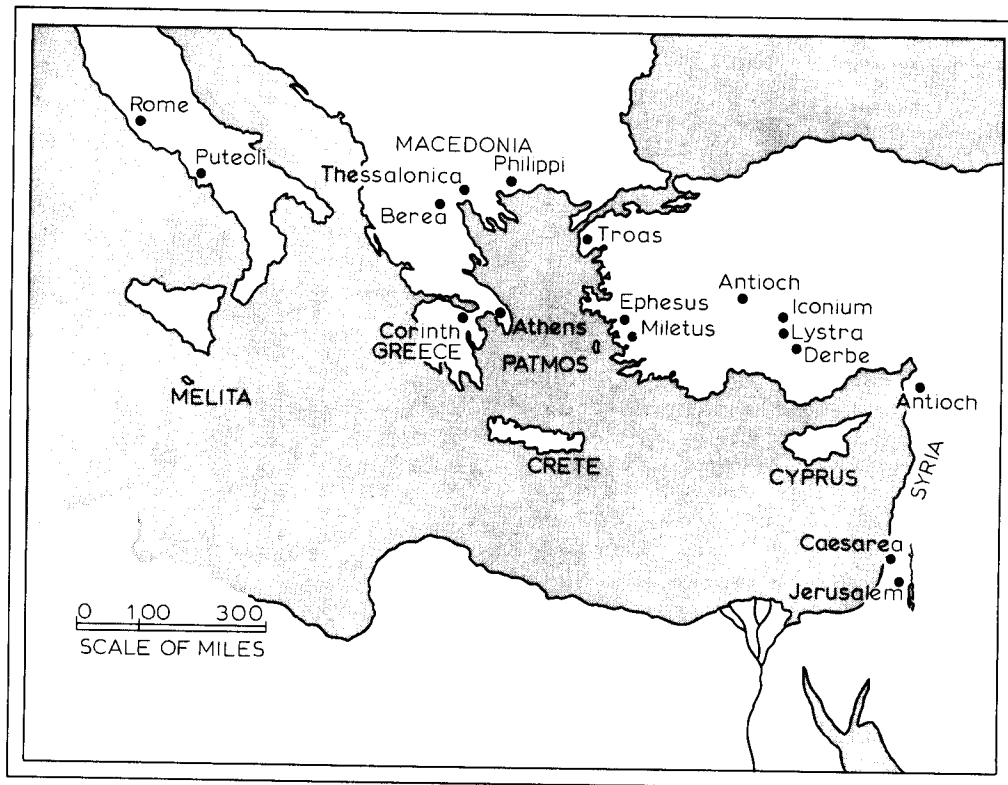 Rome
Puteoli
MACEDONIA
Philippi
Thessalonica
Berea
Troas
Antioch
Ephesus
Iconium
Miletus
Lystra
Derbe
Corinth
Athens
GREECE
PATMOS
MELITA
Antioch
CRETE
CYPRUS
SYRIA
Caesarea
Jerusalem
0 100 300
SCALE OF MILES